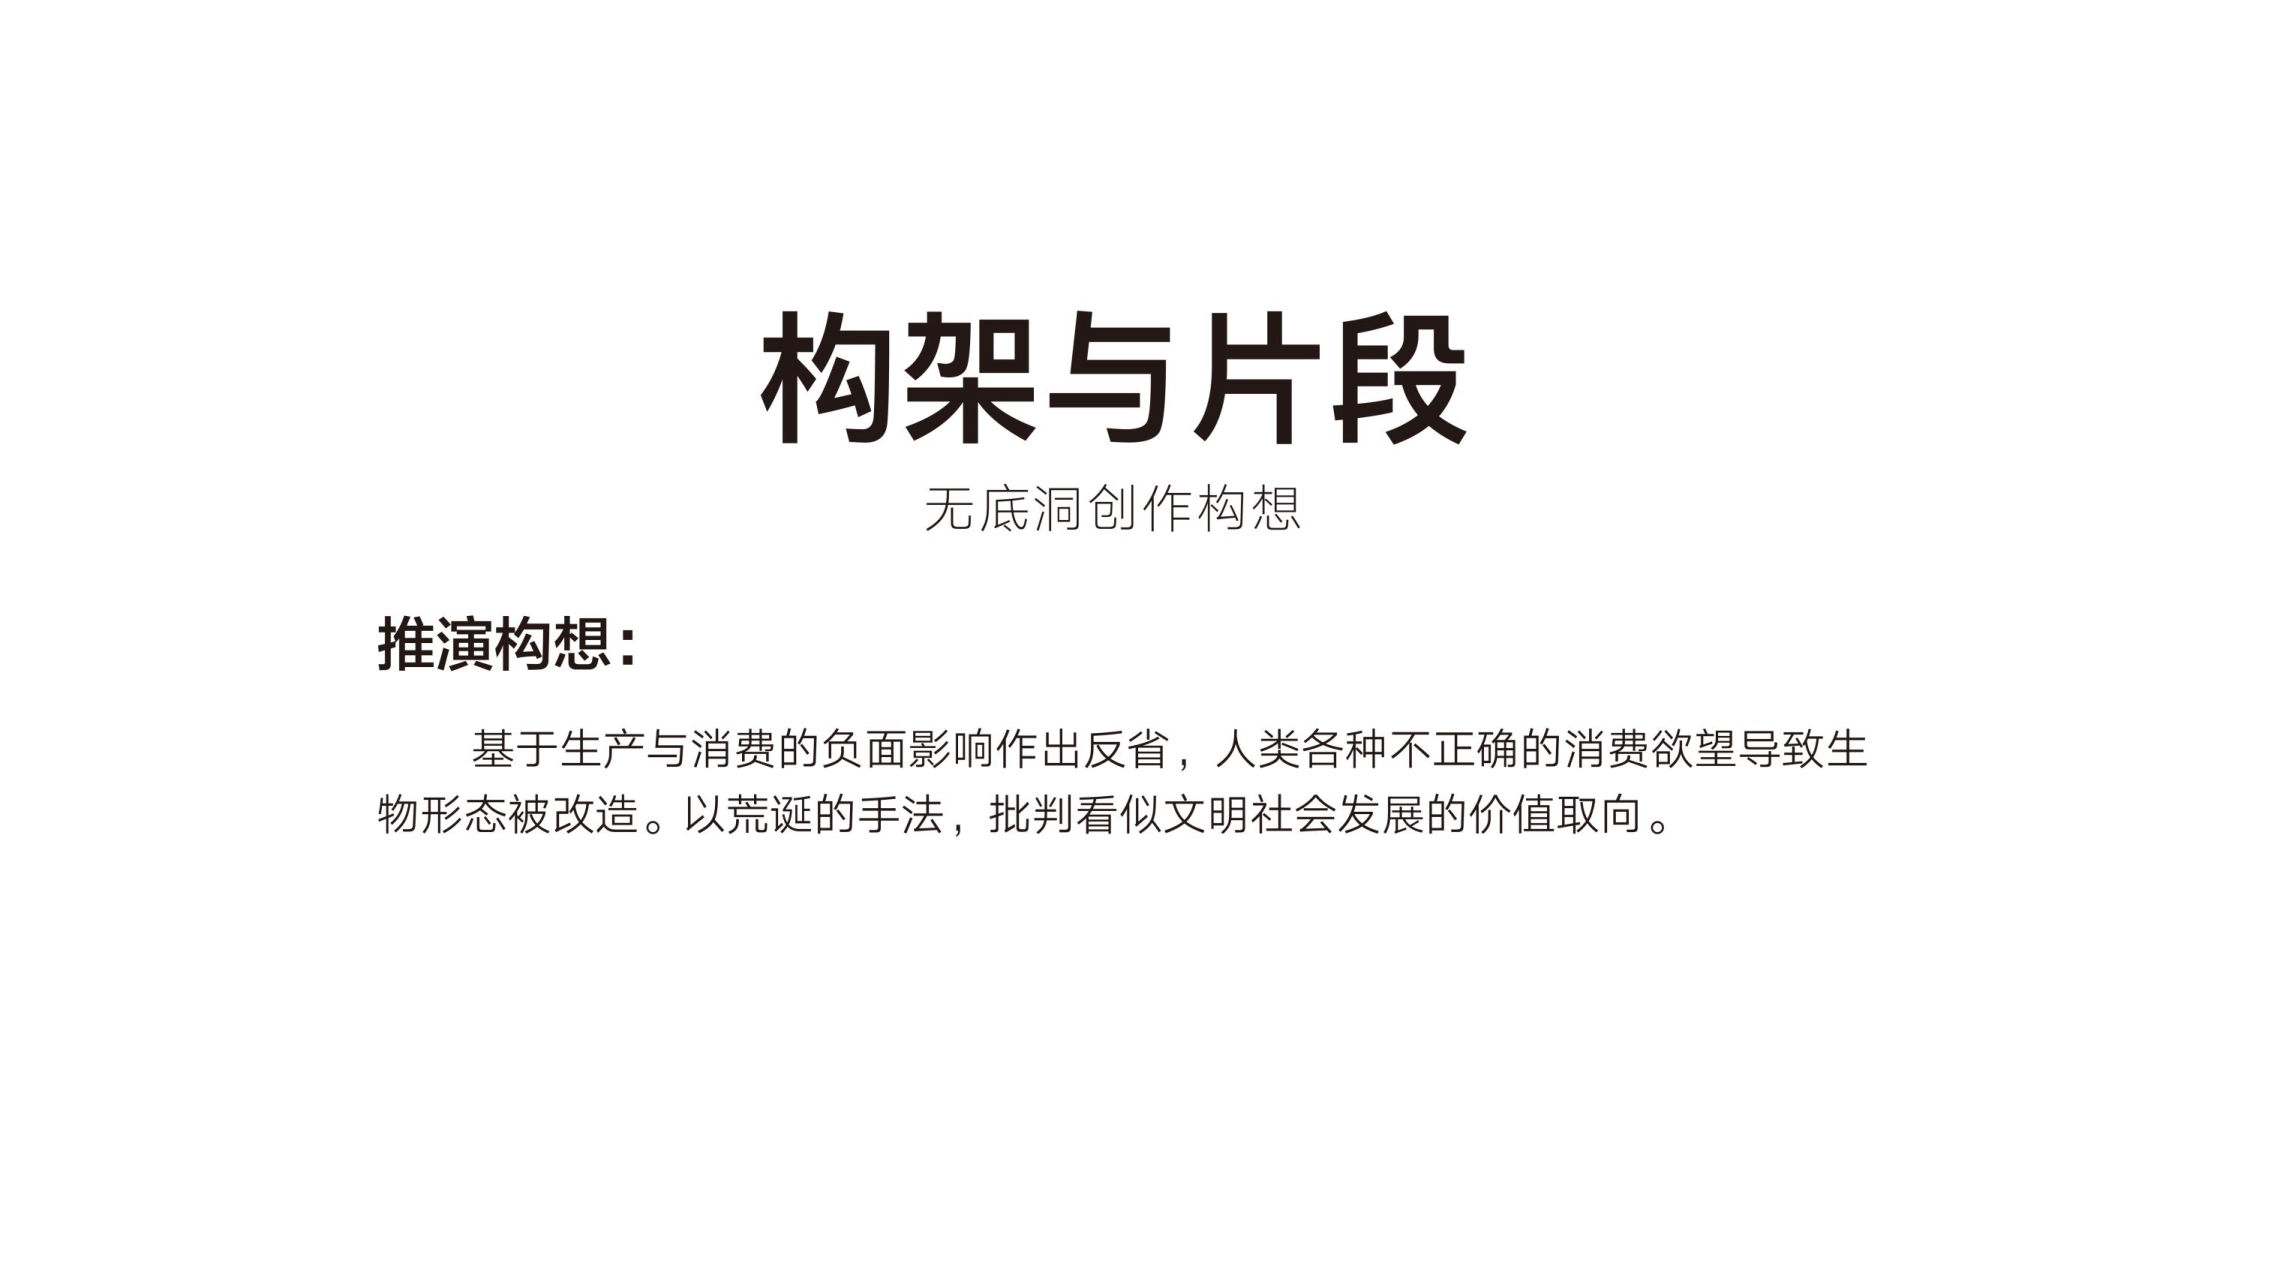 构架与片段
无底洞创作构想
推演构想：
基于生产与消费的负面影响作出反省，人类各种不正确的消费欲望导致生
物形态被改造。以荒诞的手法，批判看似文明社会发展的价值取向。